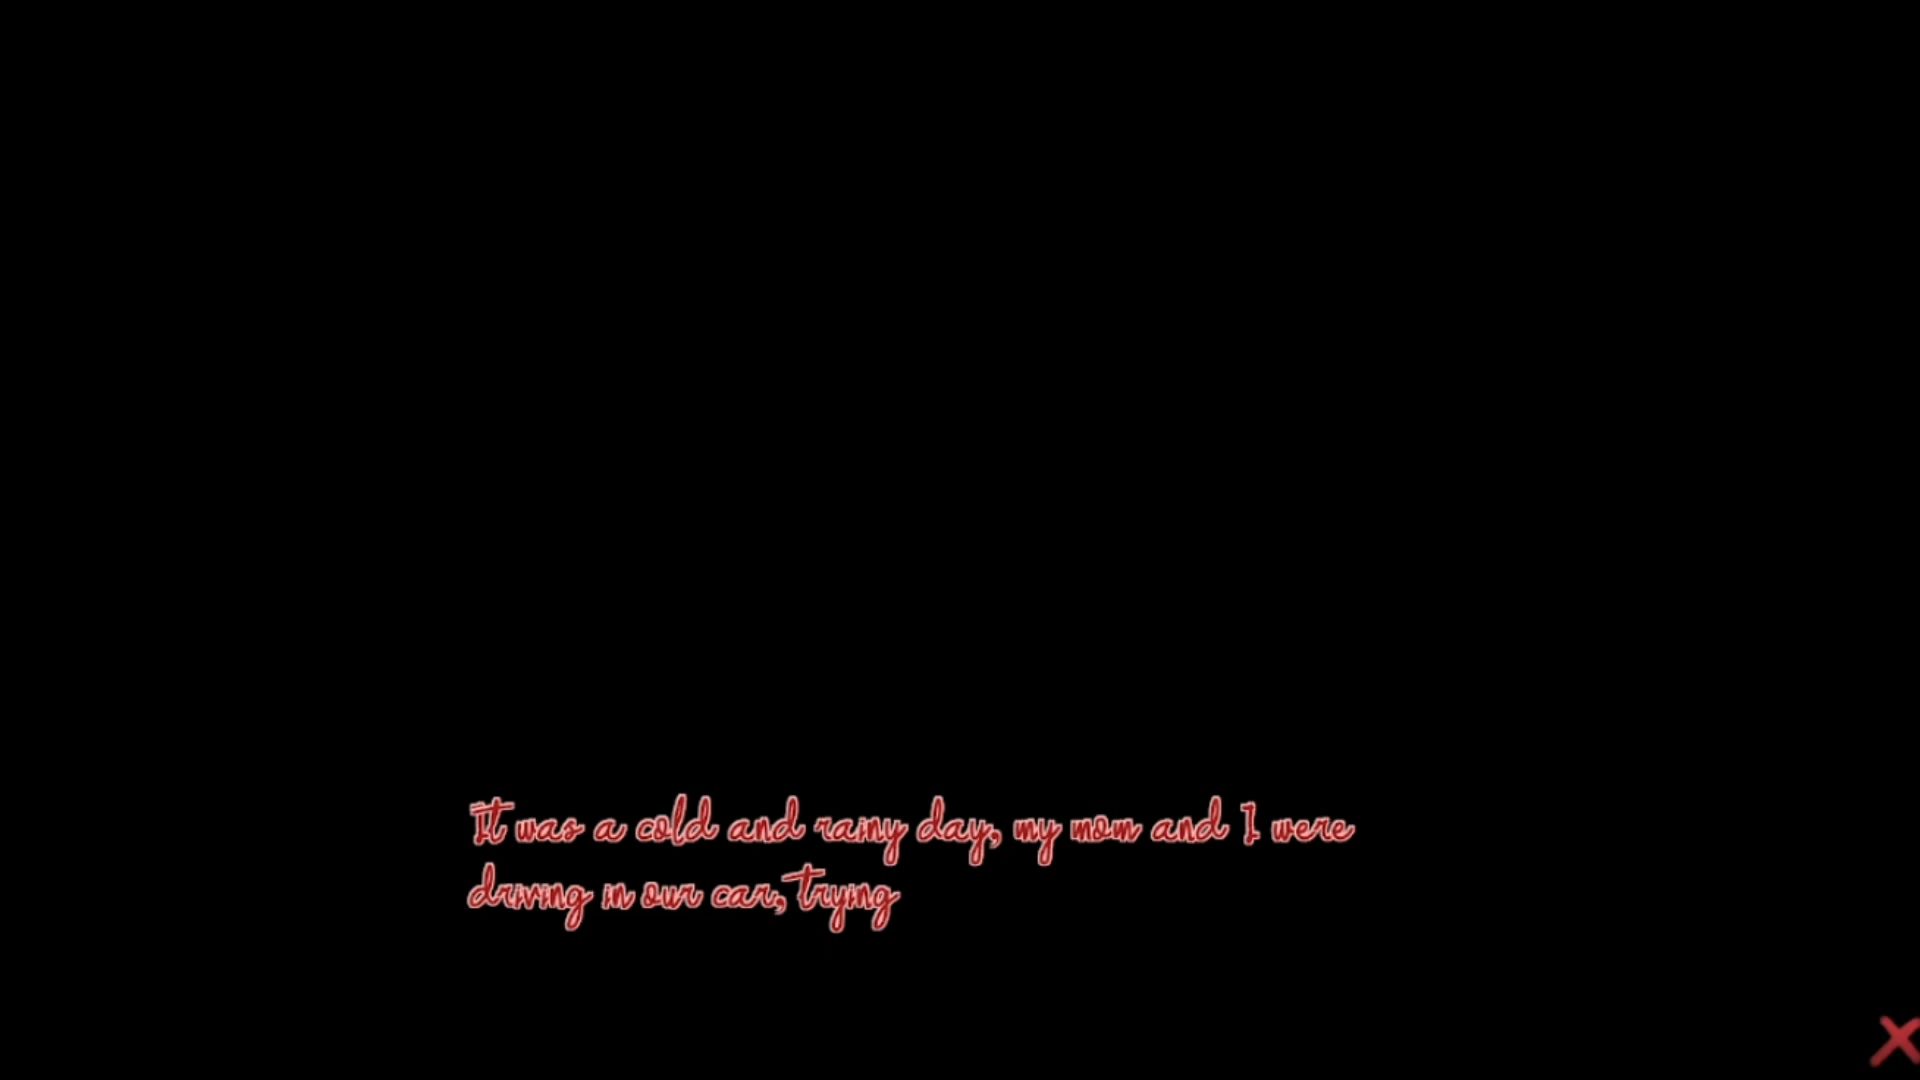 It was a cold and rainy day, my mom and I were
driving in our car, trying